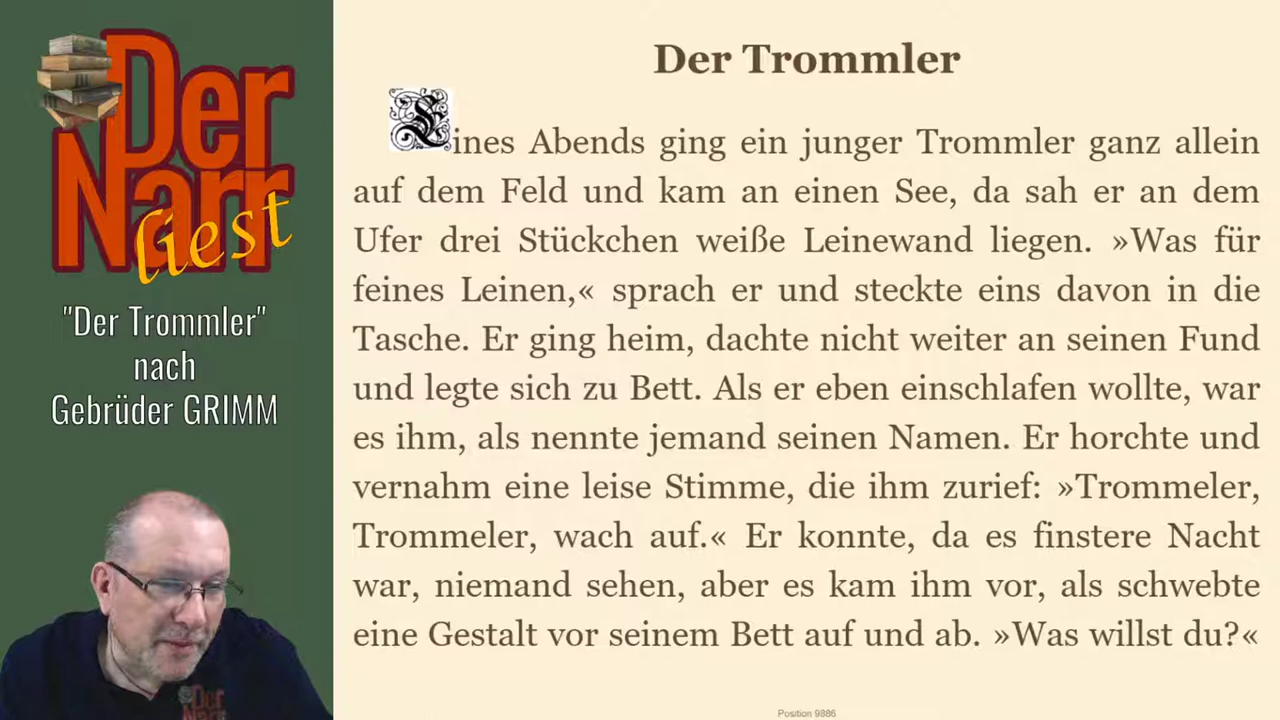 Der
Narr
liest
"Der Trommler"
nach
Gebrüder GRIMM
Der
Narr
Der Trommler
Eines Abends ging ein junger Trommler ganz allein
auf dem Feld und kam an einen See, da sah er an dem
Ufer drei Stückchen weiße Leinewand liegen. »Was für
feines Leinen,« sprach er und steckte eins davon in die
Tasche. Er ging heim, dachte nicht weiter an seinen Fund
und legte sich zu Bett. Als er eben einschlafen wollte, war
es ihm, als nennte jemand seinen Namen. Er horchte und
vernahm eine leise Stimme, die ihm zurief: »Trommeler,
Trommeler, wach auf.« Er konnte, da es finstere Nacht
war, niemand sehen, aber es kam ihm vor, als schwebte
eine Gestalt vor seinem Bett auf und ab. »Was willst du?«
Position 9886